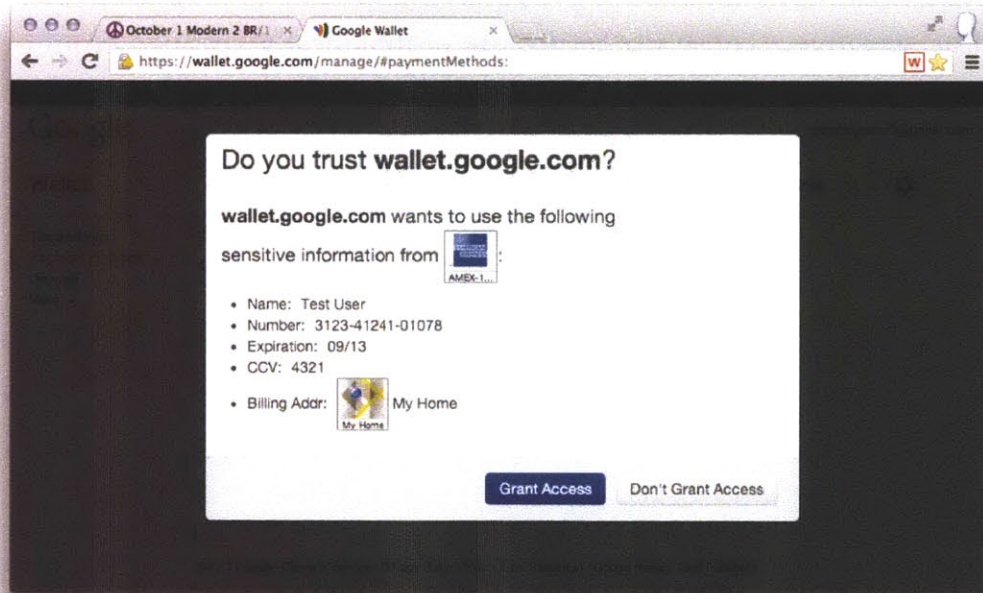 October 1 Modern 2 BR/1
Google Wallet
https://wallet.google.com/manage/#paymentMethods:
W
Google
Do you trust wallet.google.com?
wallet.google.com wants to use the following
sensitive information from
AMEX-1...
:
• Name: Test User
• Number: 3123-41241-01078
• Expiration: 09/13
• CCV: 4321
• Billing Addr:
My Home
My Home
Grant Access
Don't Grant Access